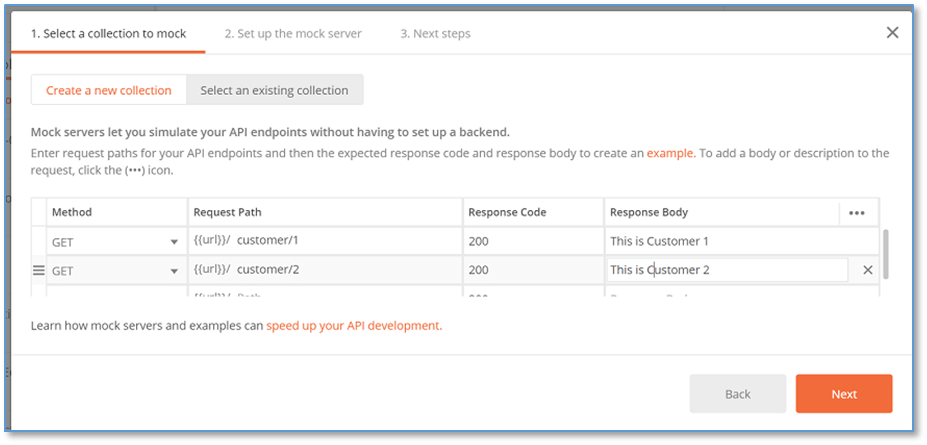 1. Select a collection to mock 2. Set up the mock server 3. Next steps
Create a new collection Select an existing collection
Mock servers let you simulate your API endpoints without having to set up a backend.
Enter request paths for your API endpoints and then the expected response code and response body to create an example. To add a body or description to the
request, click the (•••) icon.
Method Request Path Response Code Response Body •••
GET {{url}}/ customer/1 200 This is Customer 1
GET {{url}}/ customer/2 200 This is Customer 2
{{url}}/ Path
Learn how mock servers and examples can speed up your API development.
Back Next